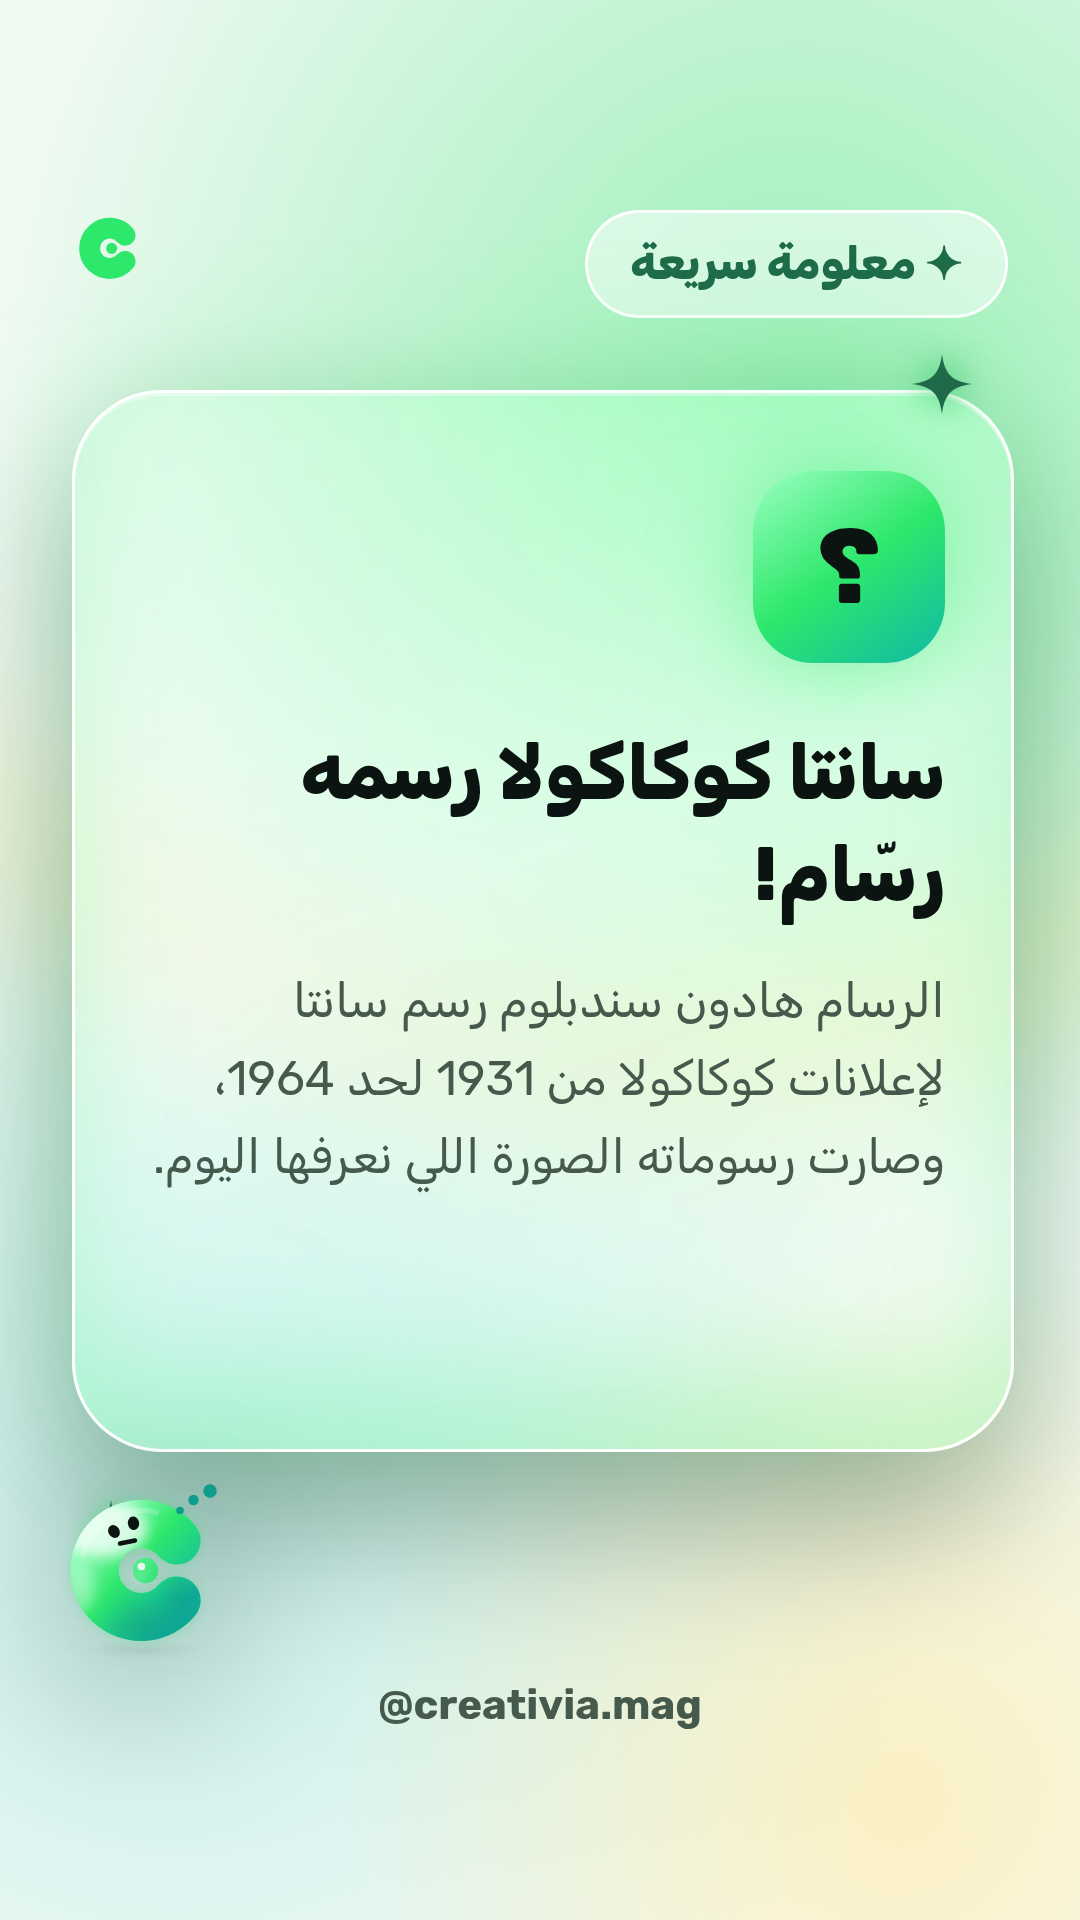 ✦ معلومة سريعة
؟
سانتا كوكاكولا رسمه
رسّام!
الرسام هادون سندبلوم رسم سانتا
لإعلانات كوكاكولا من 1931 لحد 1964،
وصارت رسوماته الصورة اللي نعرفها اليوم.
@creativia.mag